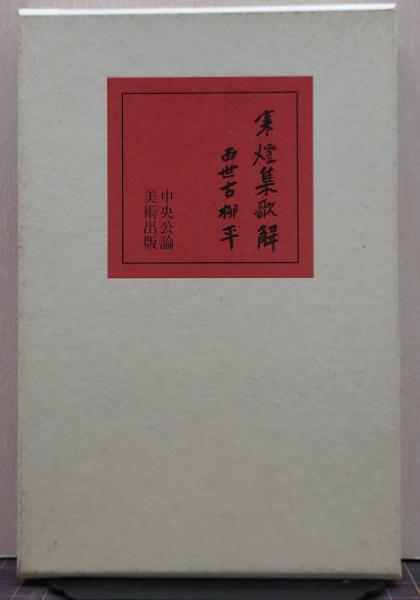 寒燈集歌解
西世古柳平
中央公論
美術出版